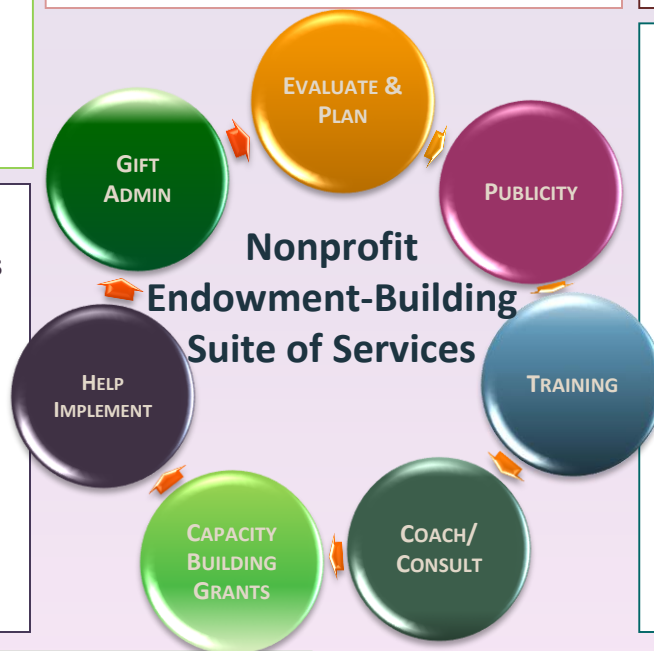 EVALUATE &
PLAN
PUBLICITY
TRAINING
COACH/
CONSULT
CAPACITY
BUILDING
GRANTS
HELP
IMPLEMENT
GIFT
ADMIN
Nonprofit
Endowment-Building
Suite of Services